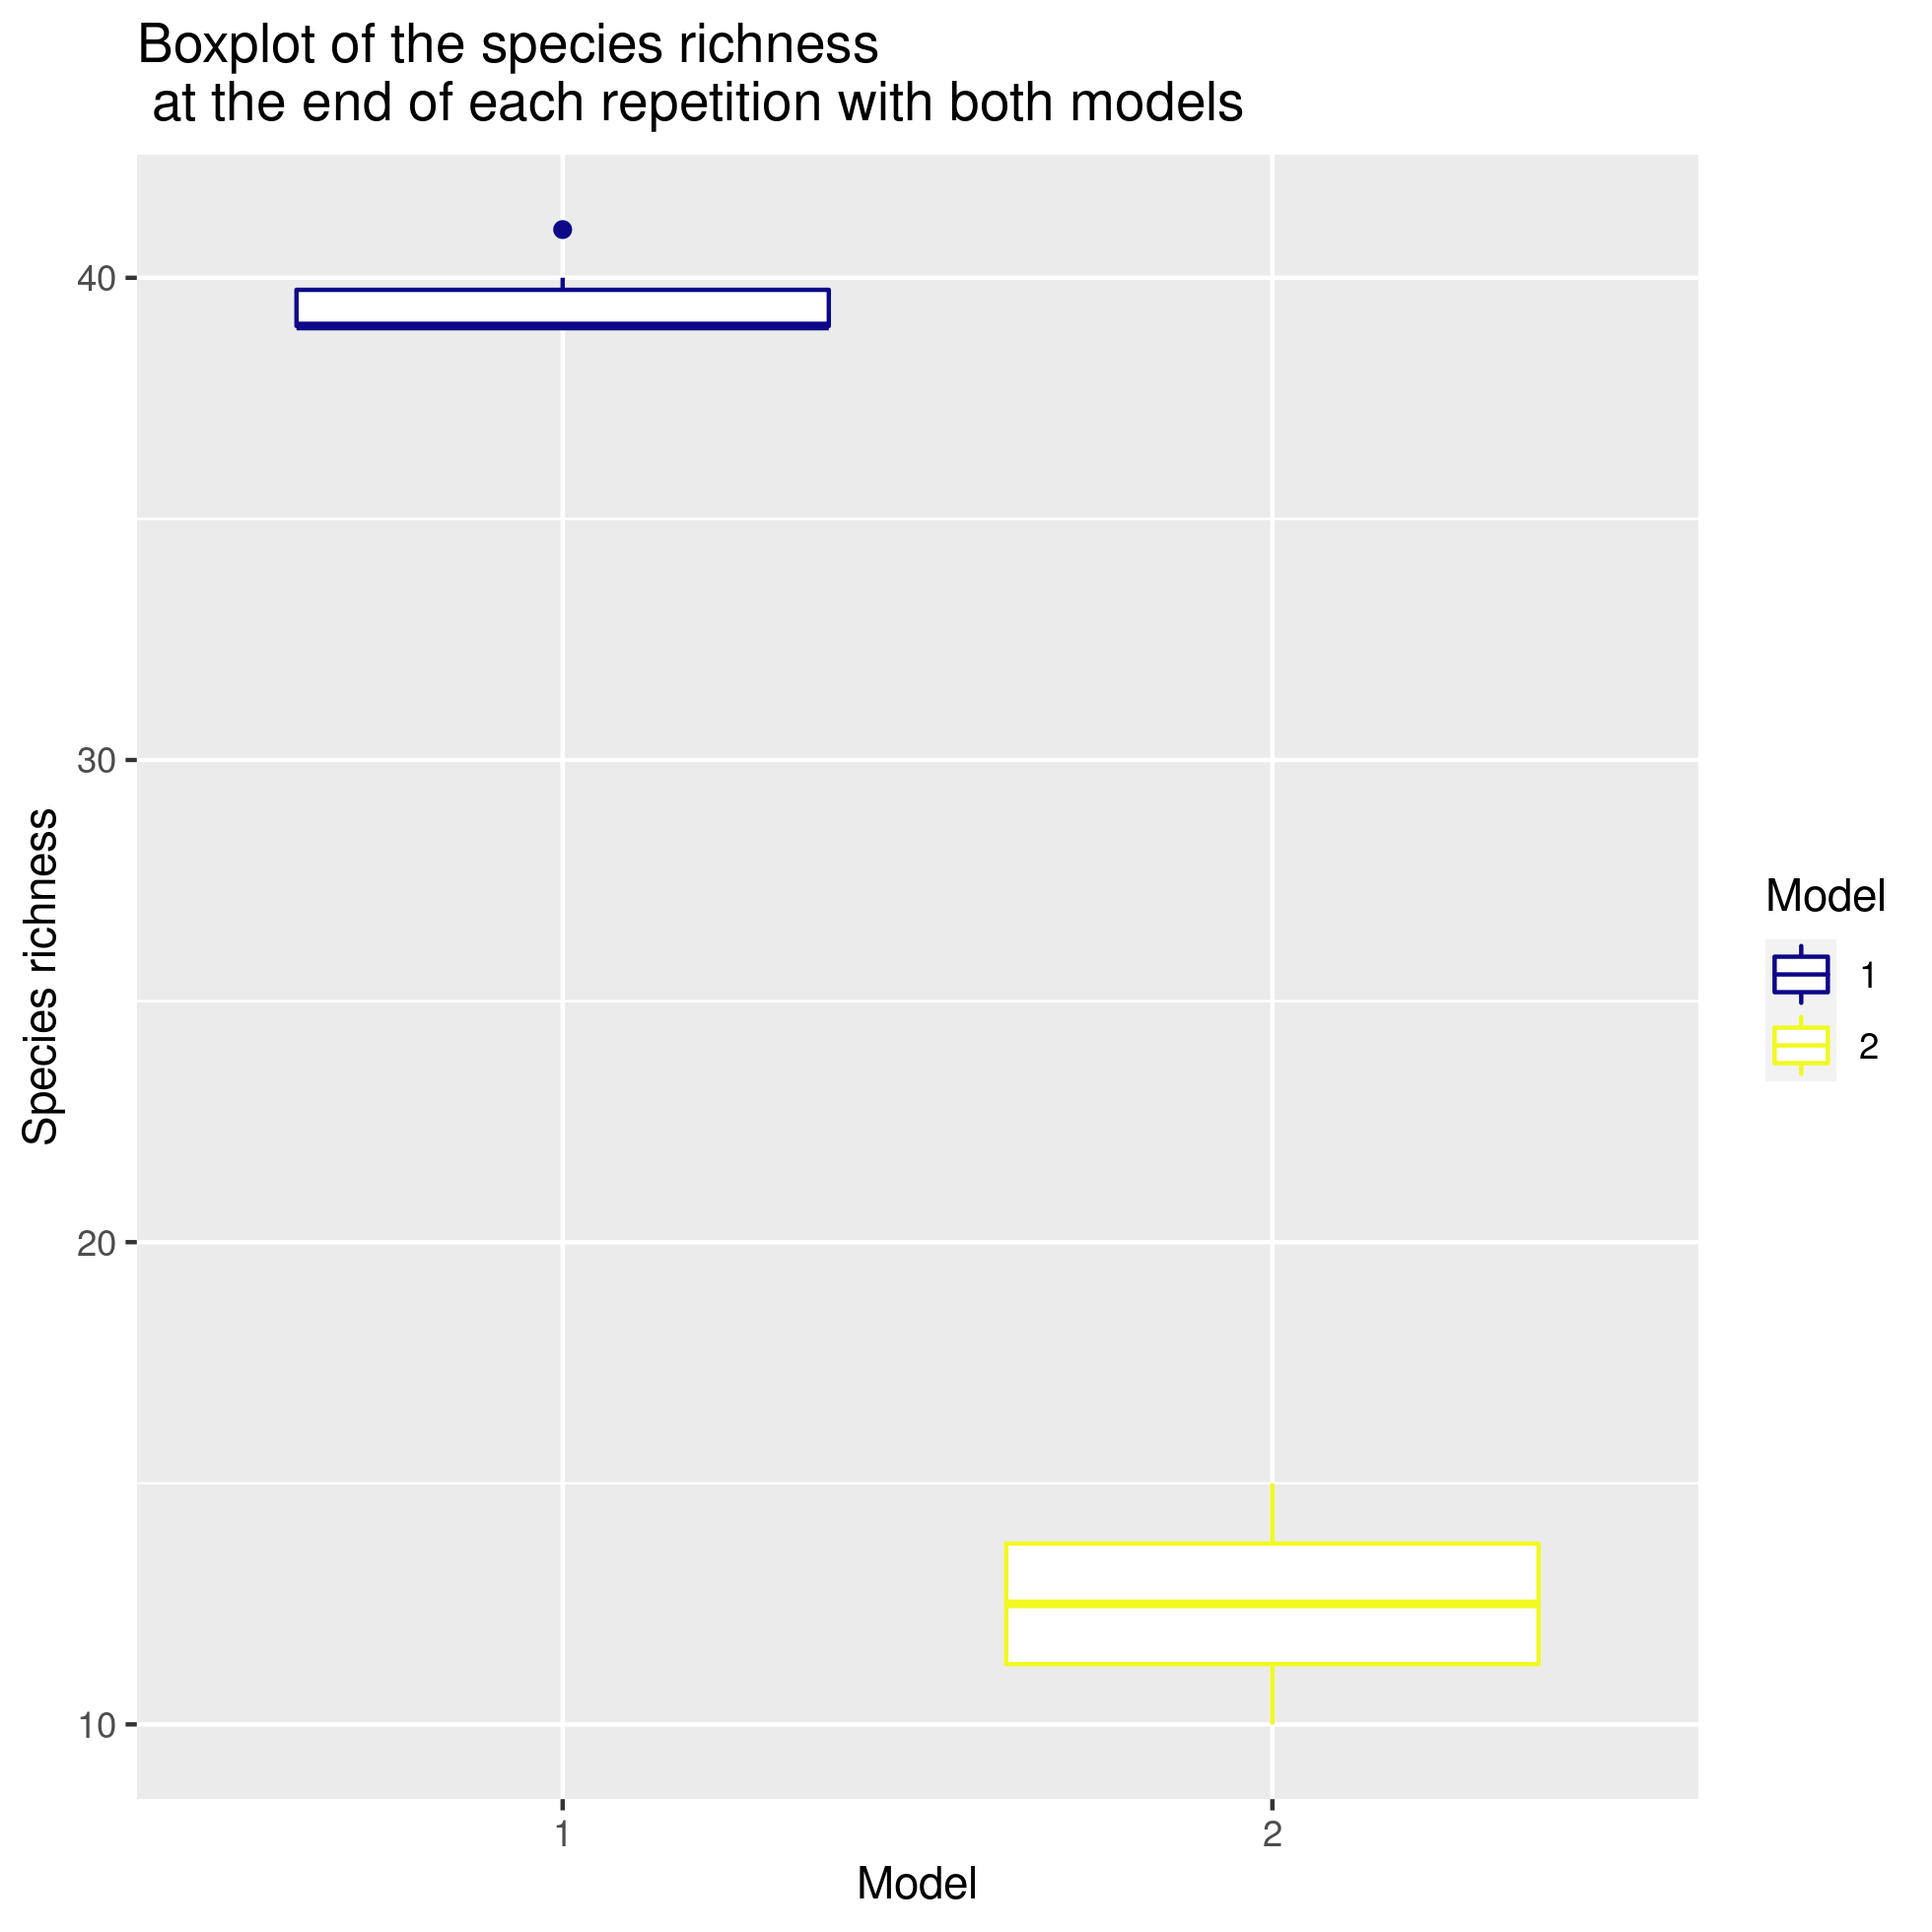 Boxplot of the species richness
at the end of each repetition with both models
40
30
20
10
Species richness
1
2
Model
Model
1
2